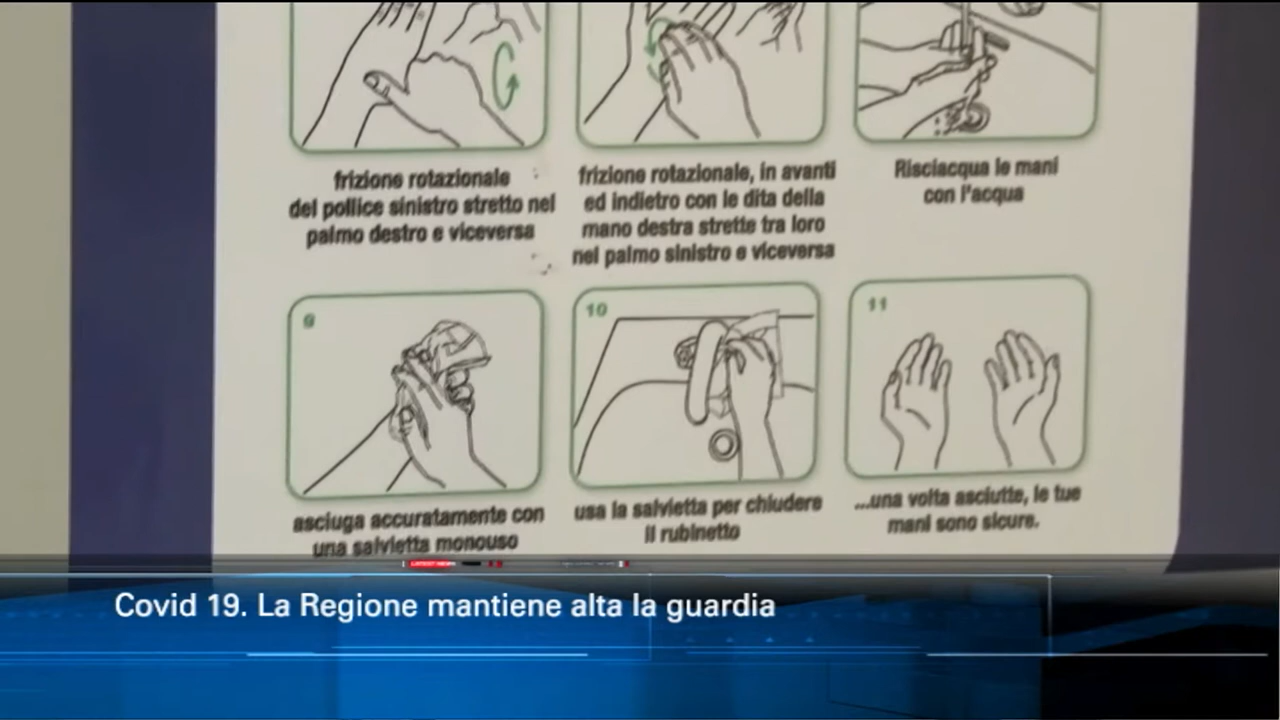 frizione rotazionale
del pollice sinistro stretto nel
palmo destro e viceversa
frizione rotazionale, in avanti
ed indietro con le dita della
mano destra strette tra loro
nel palmo sinistro e viceversa
Risciacqua le mani
con l'acqua
9
asciuga accuratamente con
una salvietta monouso
10
usa la salvietta per chiudere
il rubinetto
11
...una volta asciutte, le tue
mani sono sicure.
LATEST NEWS
Covid 19. La Regione mantiene alta la guardia